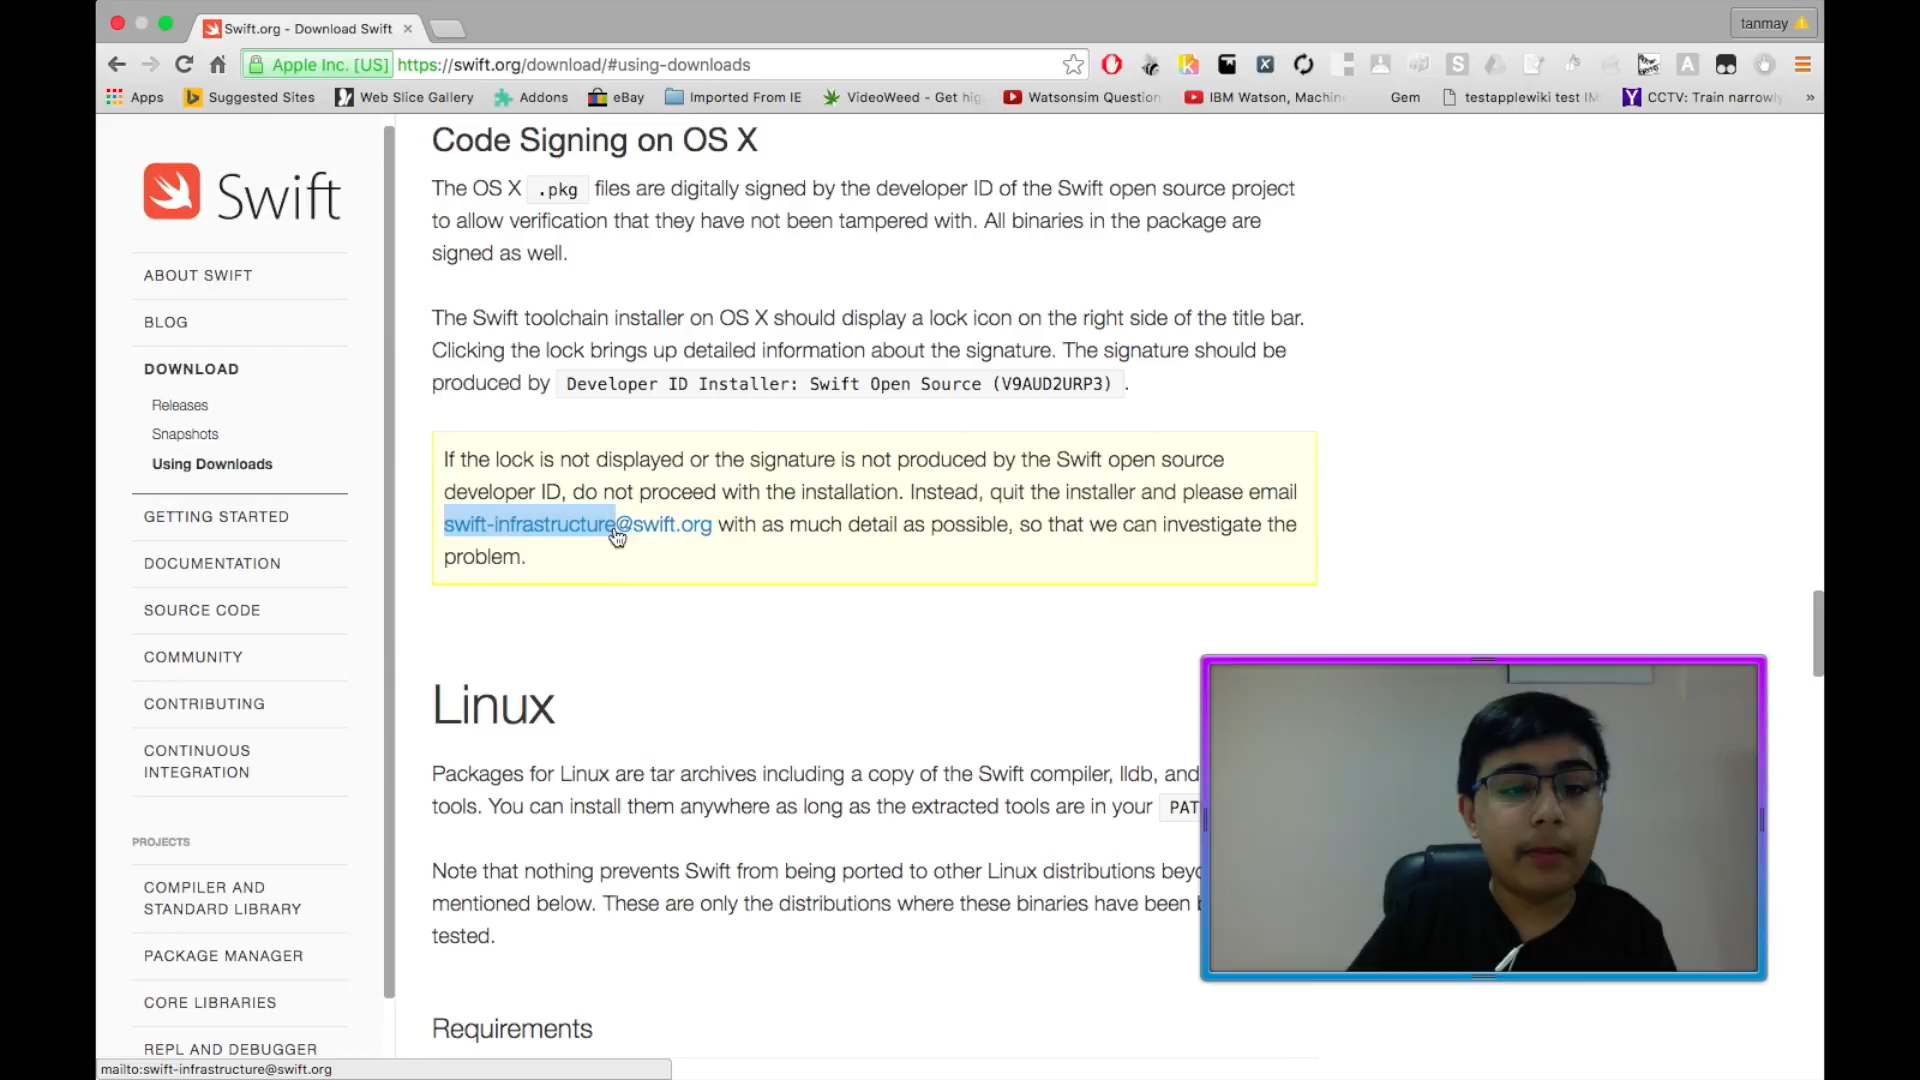 Swift.org - Download Swift
tanmay
Apple Inc. [US] https://swift.org/download/#using-downloads
Apps Suggested Sites Web Slice Gallery Addons eBay Imported From IE VideoWeed - Get hig Watsonsim Question IBM Watson, Machin Gem testapplewiki test IM CCTV: Train narrowly »
Swift
ABOUT SWIFT
BLOG
DOWNLOAD
Releases
Snapshots
Using Downloads
GETTING STARTED
DOCUMENTATION
SOURCE CODE
COMMUNITY
CONTRIBUTING
CONTINUOUS
INTEGRATION
PROJECTS
COMPILER AND
STANDARD LIBRARY
PACKAGE MANAGER
CORE LIBRARIES
REPL AND DEBUGGER
Code Signing on OS X
The OS X .pkg files are digitally signed by the developer ID of the Swift open source project
to allow verification that they have not been tampered with. All binaries in the package are
signed as well.
The Swift toolchain installer on OS X should display a lock icon on the right side of the title bar.
Clicking the lock brings up detailed information about the signature. The signature should be
produced by Developer ID Installer: Swift Open Source (V9AUD2URP3) .
If the lock is not displayed or the signature is not produced by the Swift open source
developer ID, do not proceed with the installation. Instead, quit the installer and please email
swift-infrastructure@swift.org with as much detail as possible, so that we can investigate the
problem.
Linux
Packages for Linux are tar archives including a copy of the Swift compiler, lldb, and
tools. You can install them anywhere as long as the extracted tools are in your PAT
Note that nothing prevents Swift from being ported to other Linux distributions beyo
mentioned below. These are only the distributions where these binaries have been b
tested.
Requirements
mailto:swift-infrastructure@swift.org